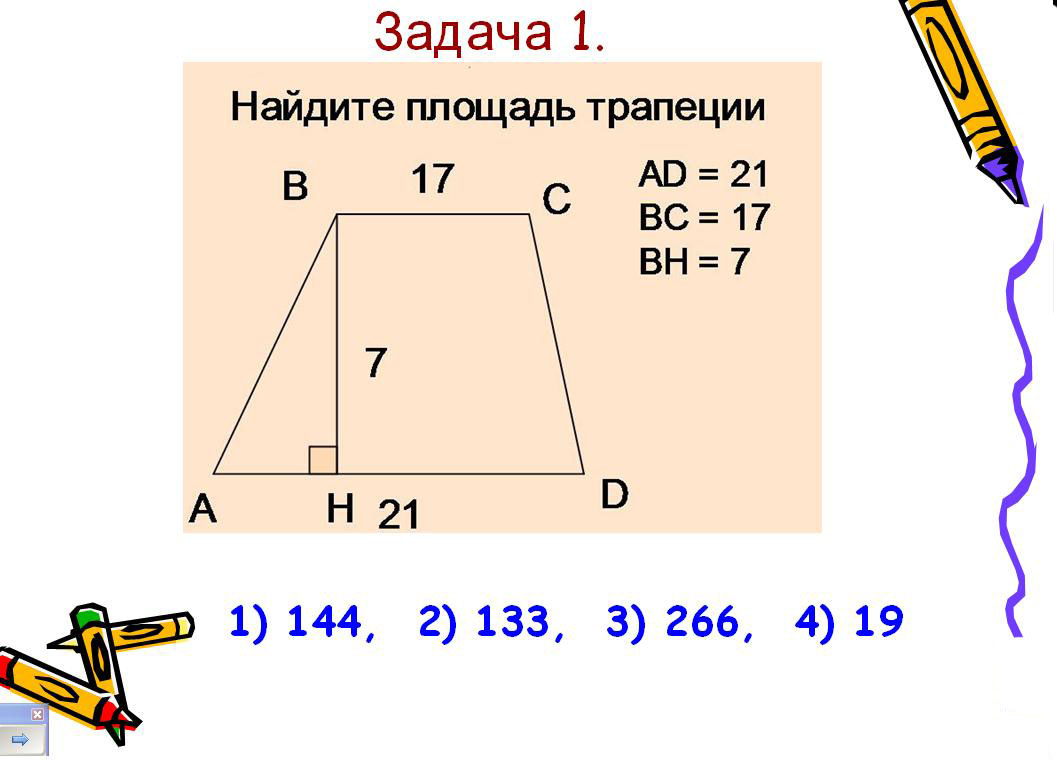 Задача 1.
Найдите площадь трапеции
B 17 C
AD = 21
BC = 17
BH = 7
7
A H 21 D
1) 144, 2) 133, 3) 266, 4) 19